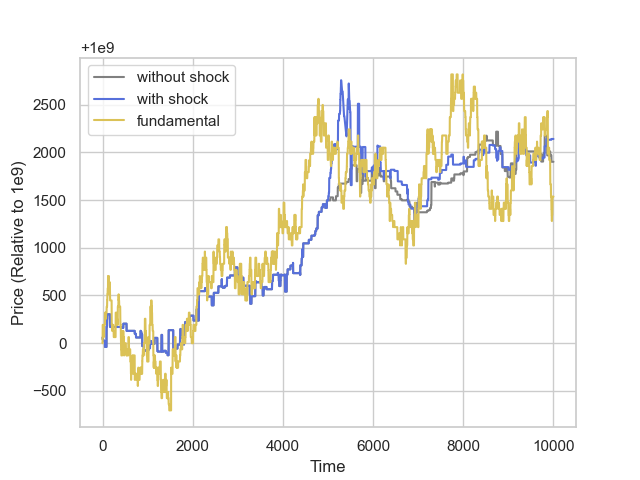 +1e9
without shock
with shock
fundamental
2500
2000
1500
1000
500
0
−500
Price (Relative to 1e9)
0
2000
4000
6000
8000
10000
Time